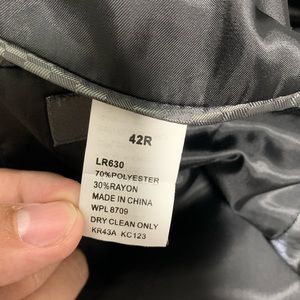 42R
LR630
70%POLYESTER
30%RAYON
MADE IN CHINA
WPL 8709
DRY CLEAN ONLY
KR43A KC123